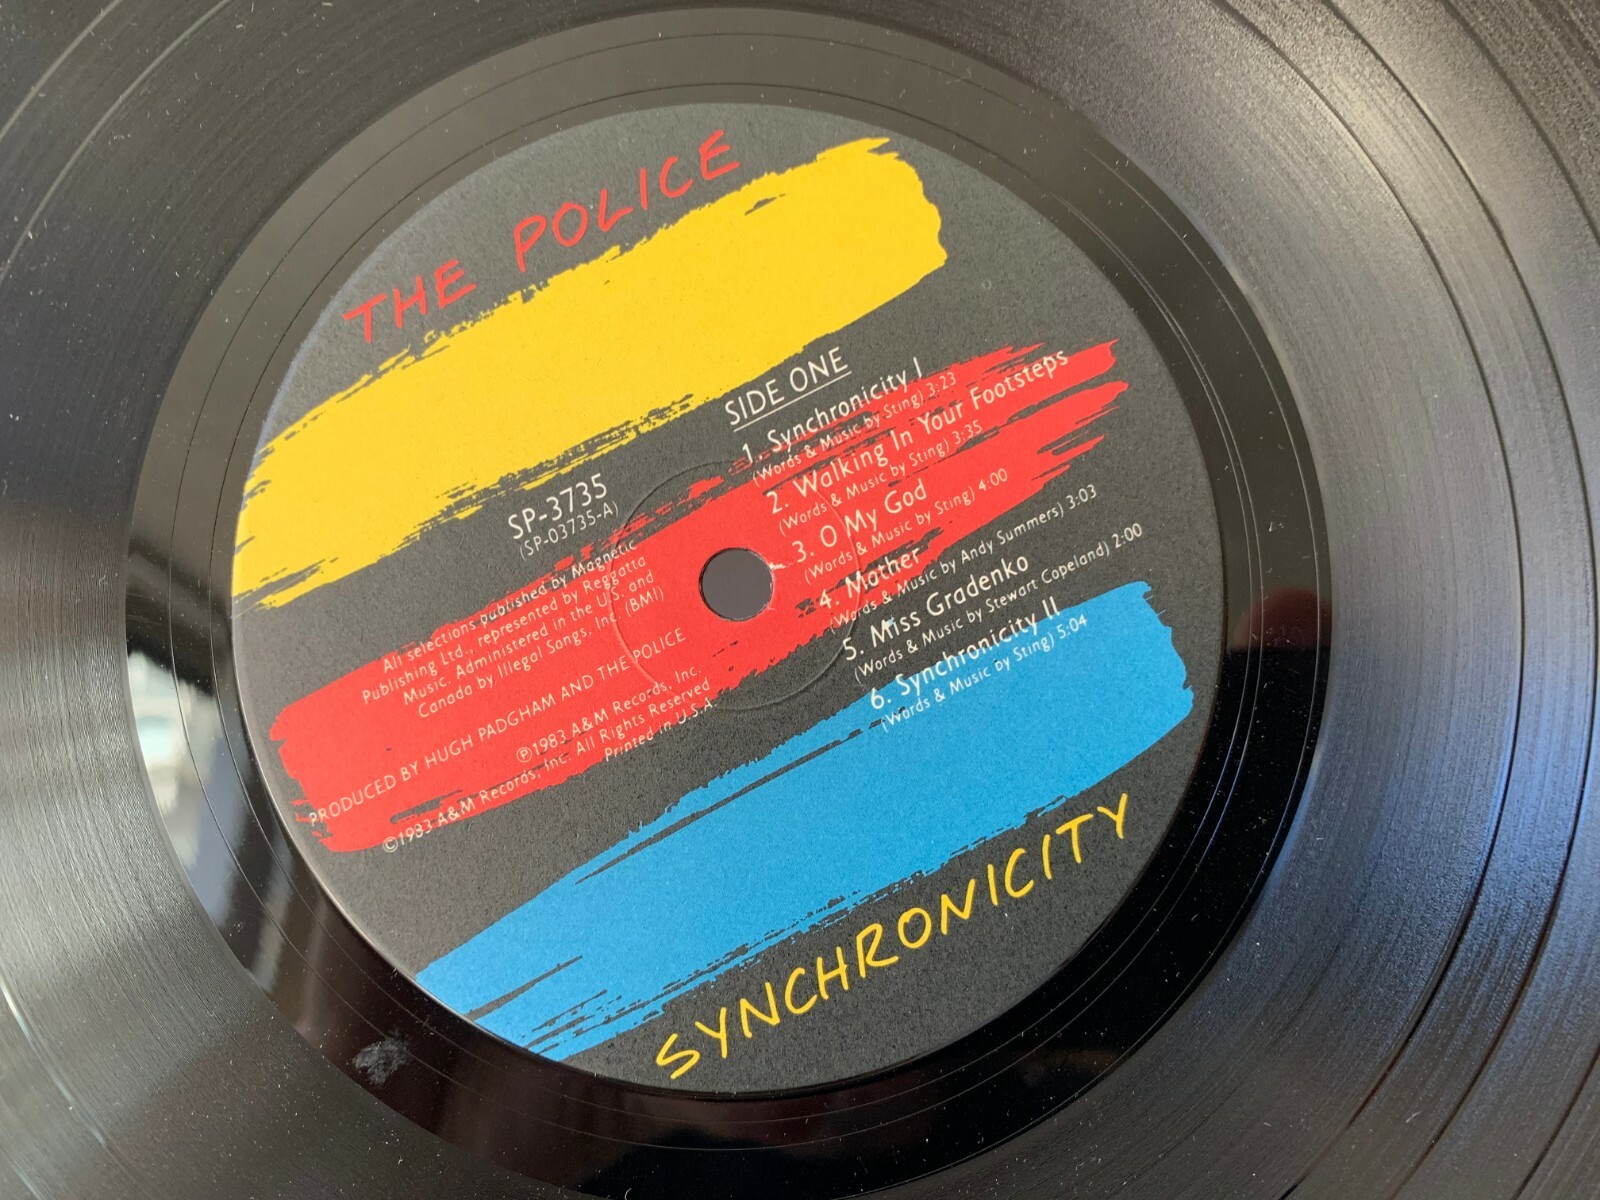 THE POLICE
SIDE ONE
1. Synchronicity I
(Words & Music by Sting) 3:23
2. Walking In Your Footsteps
(Words & Music by Sting) 3:35
3. O My God
(Words & Music by Sting) 4:00
4. Mother
(Words & Music by Andy Summers) 3:03
5. Miss Gradenko
(Words & Music by Stewart Copeland) 2:00
6. Synchronicity II
(Words & Music by Sting) 5:04
SP-3735
(SP-03735-A)
All selections published by Magnetic
Publishing Ltd., represented by Reggatta
Music. Administered in the U.S. and
Canada by Illegal Songs, Inc. (BMI)
PRODUCED BY HUGH PADGHAM AND THE POLICE
℗1983 A&M Records, Inc.
©1983 A&M Records, Inc. All Rights Reserved
Printed in U.S.A.
SYNCHRONICITY